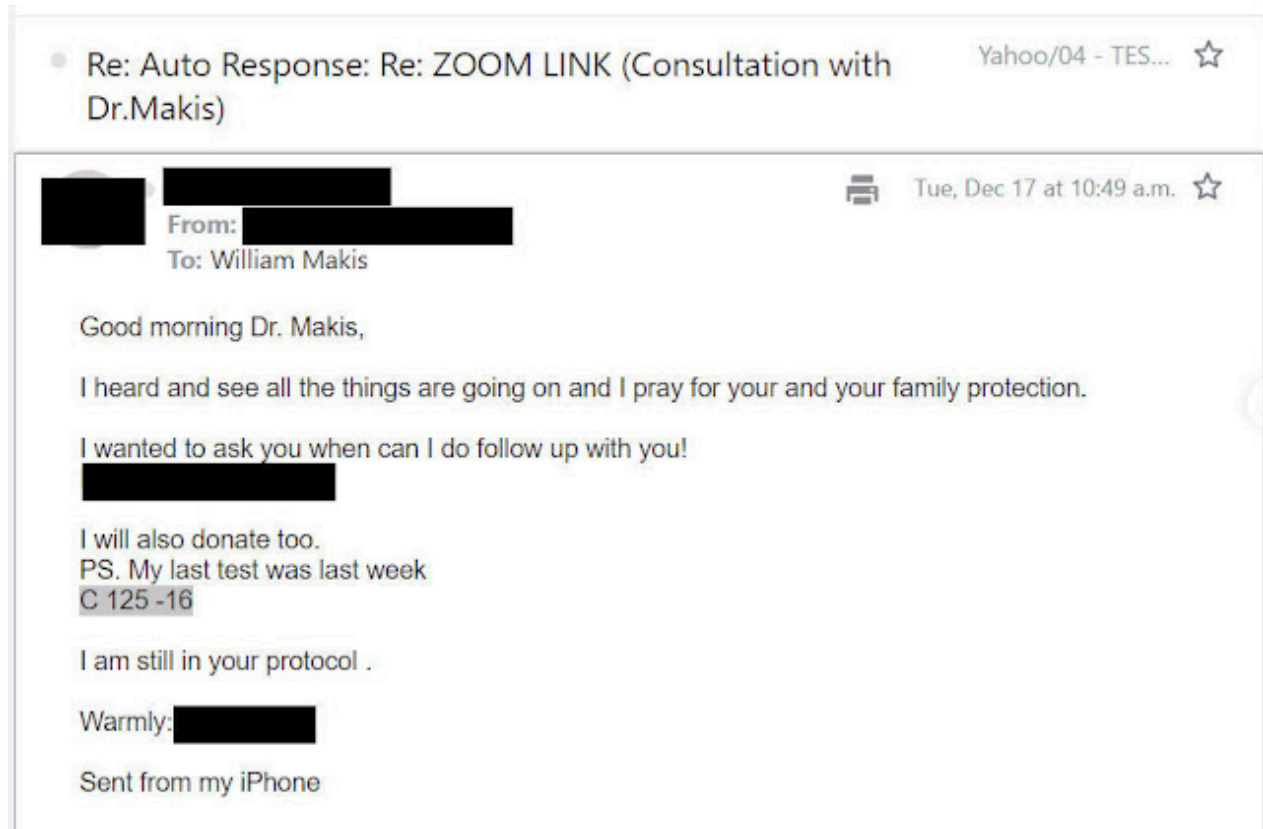 Re: Auto Response: Re: ZOOM LINK (Consultation with
Dr.Makis)
Yahoo/04 - TES...
Tue, Dec 17 at 10:49 a.m.
From:
To: William Makis
Good morning Dr. Makis,
I heard and see all the things are going on and I pray for your and your family protection.
I wanted to ask you when can I do follow up with you!
I will also donate too.
PS. My last test was last week
C 125 -16
I am still in your protocol .
Warmly:
Sent from my iPhone